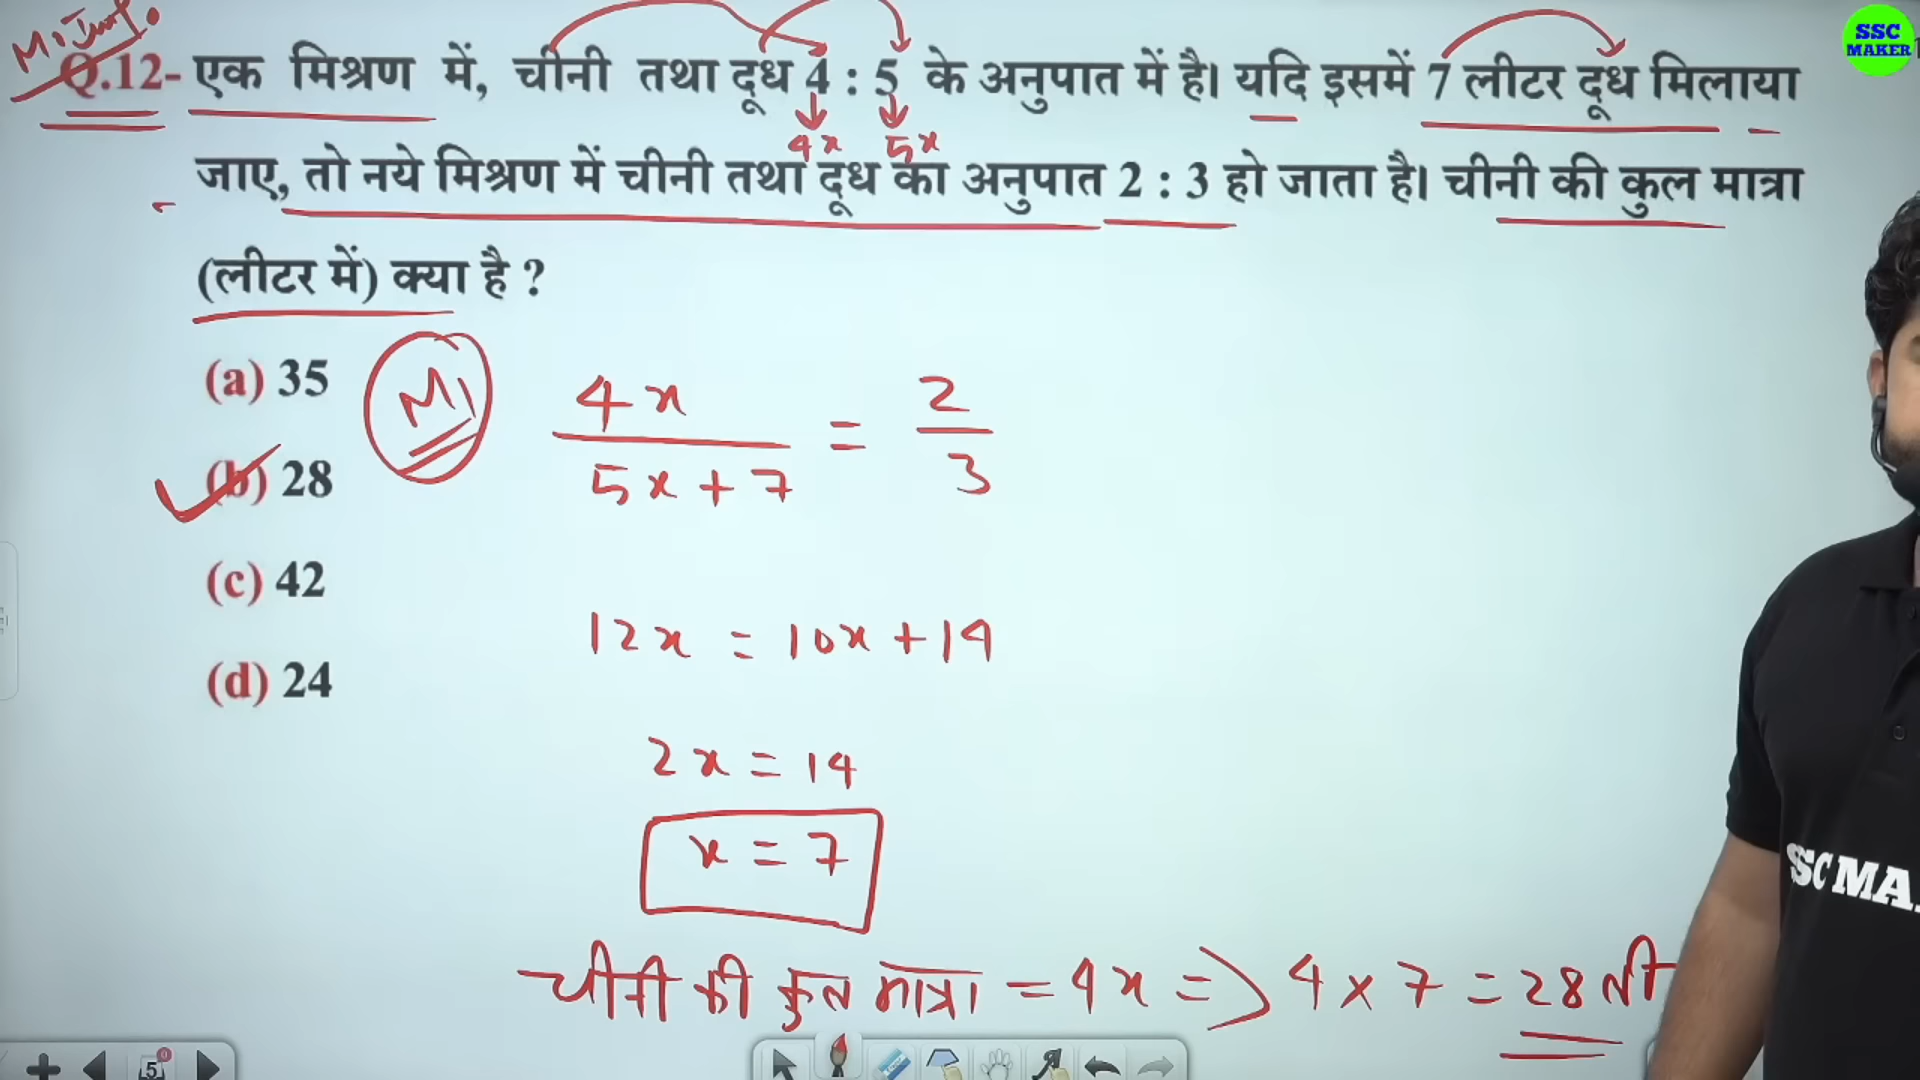 SSC
MAKER
Q.12- एक मिश्रण में, चीनी तथा दूध 4 : 5 के अनुपात में है। यदि इसमें 7 लीटर दूध मिलाया
4x 5x
जाए, तो नये मिश्रण में चीनी तथा दूध का अनुपात 2 : 3 हो जाता है। चीनी की कुल मात्रा
(लीटर में) क्या है ?
(a) 35
(b) 28
(c) 42
(d) 24
M1
4x / 5x + 7 = 2 / 3
12x = 10x + 14
2x = 14
x = 7
चीनी की कुल मात्रा = 4x => 4 × 7 = 28 ली
SSC MA
5